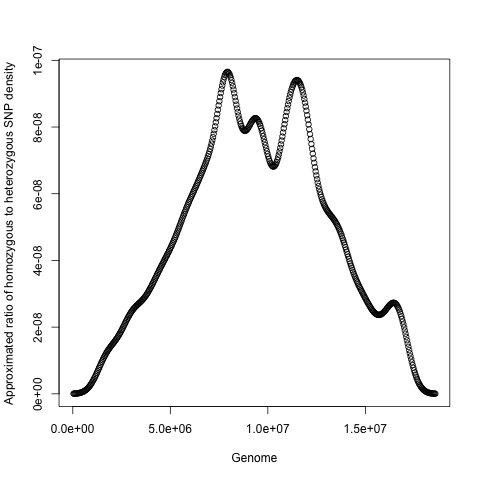 Approximated ratio of homozygous to heterozygous SNP density
1e-07
8e-08
6e-08
4e-08
2e-08
0e+00
0.0e+00 5.0e+06 1.0e+07 1.5e+07
Genome